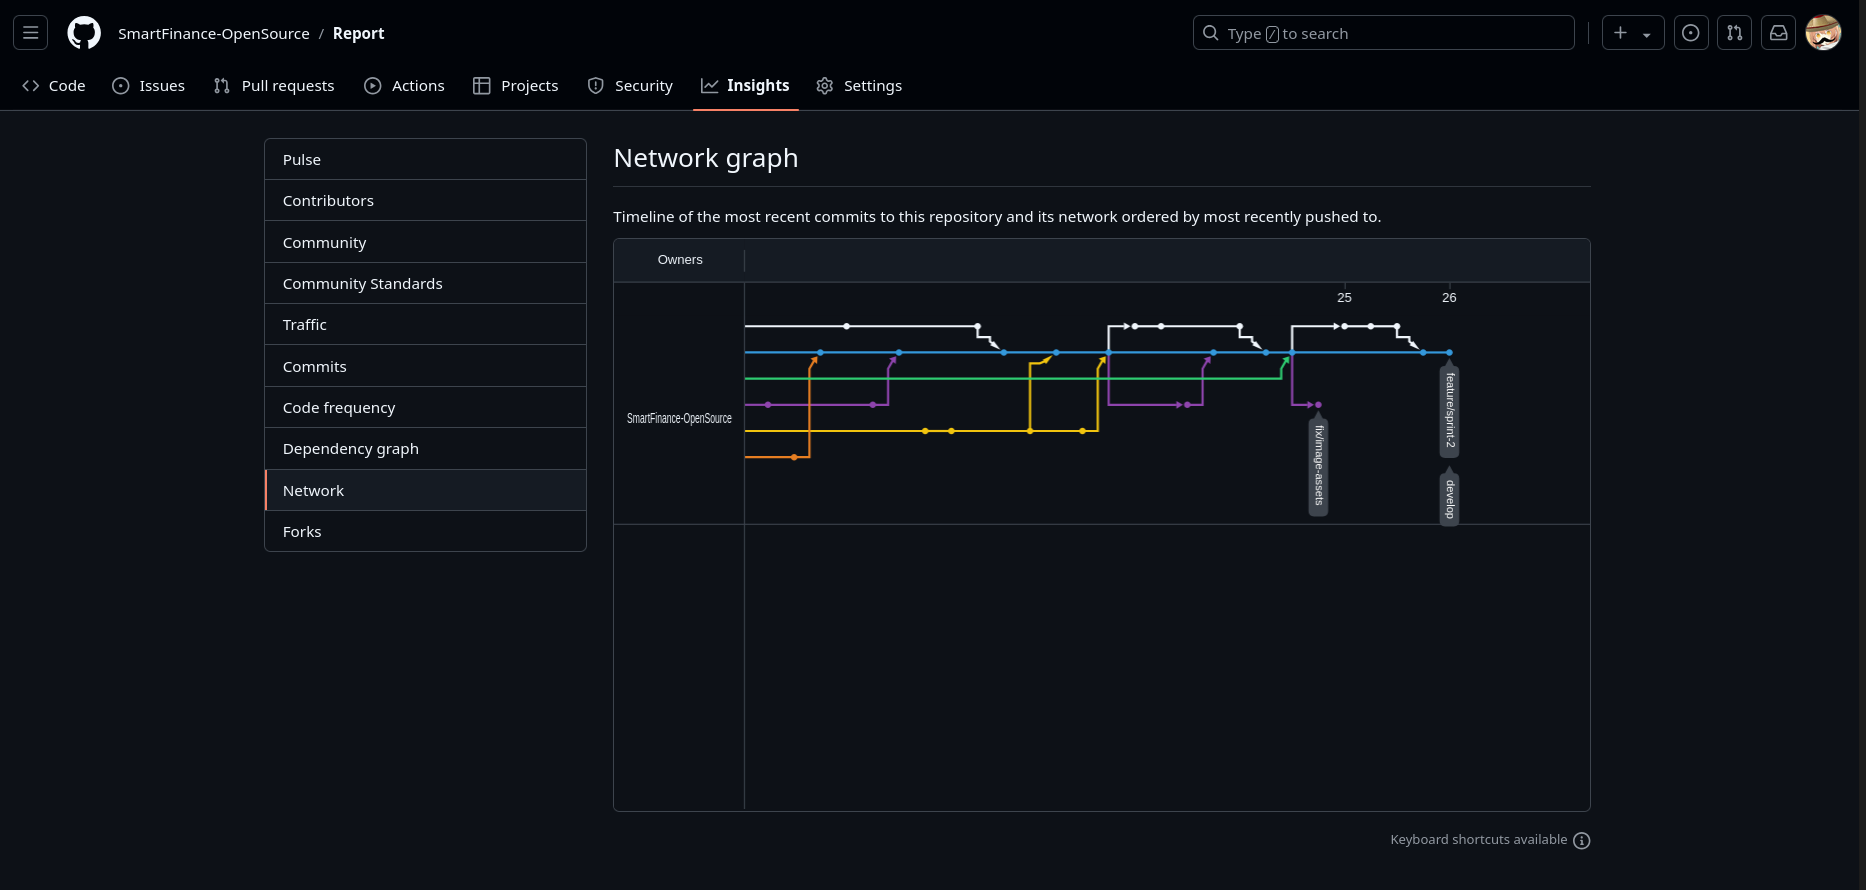 SmartFinance-OpenSource / Report
Type / to search
Code Issues Pull requests Actions Projects Security Insights Settings
Pulse
Contributors
Community
Community Standards
Traffic
Commits
Code frequency
Dependency graph
Network
Forks
Network graph
Timeline of the most recent commits to this repository and its network ordered by most recently pushed to.
Owners
25 26
SmartFinance-OpenSource
fix/image-assets
feature/sprint-2
develop
Keyboard shortcuts available